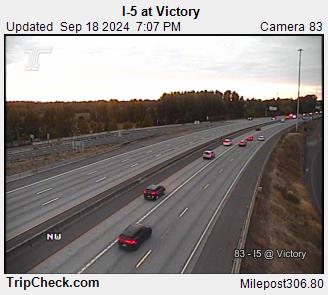 I-5 at Victory
Updated Sep 18 2024 7:07 PM Camera 83
NW
83 - I5 @ Victory
TripCheck.com Milepost306.80